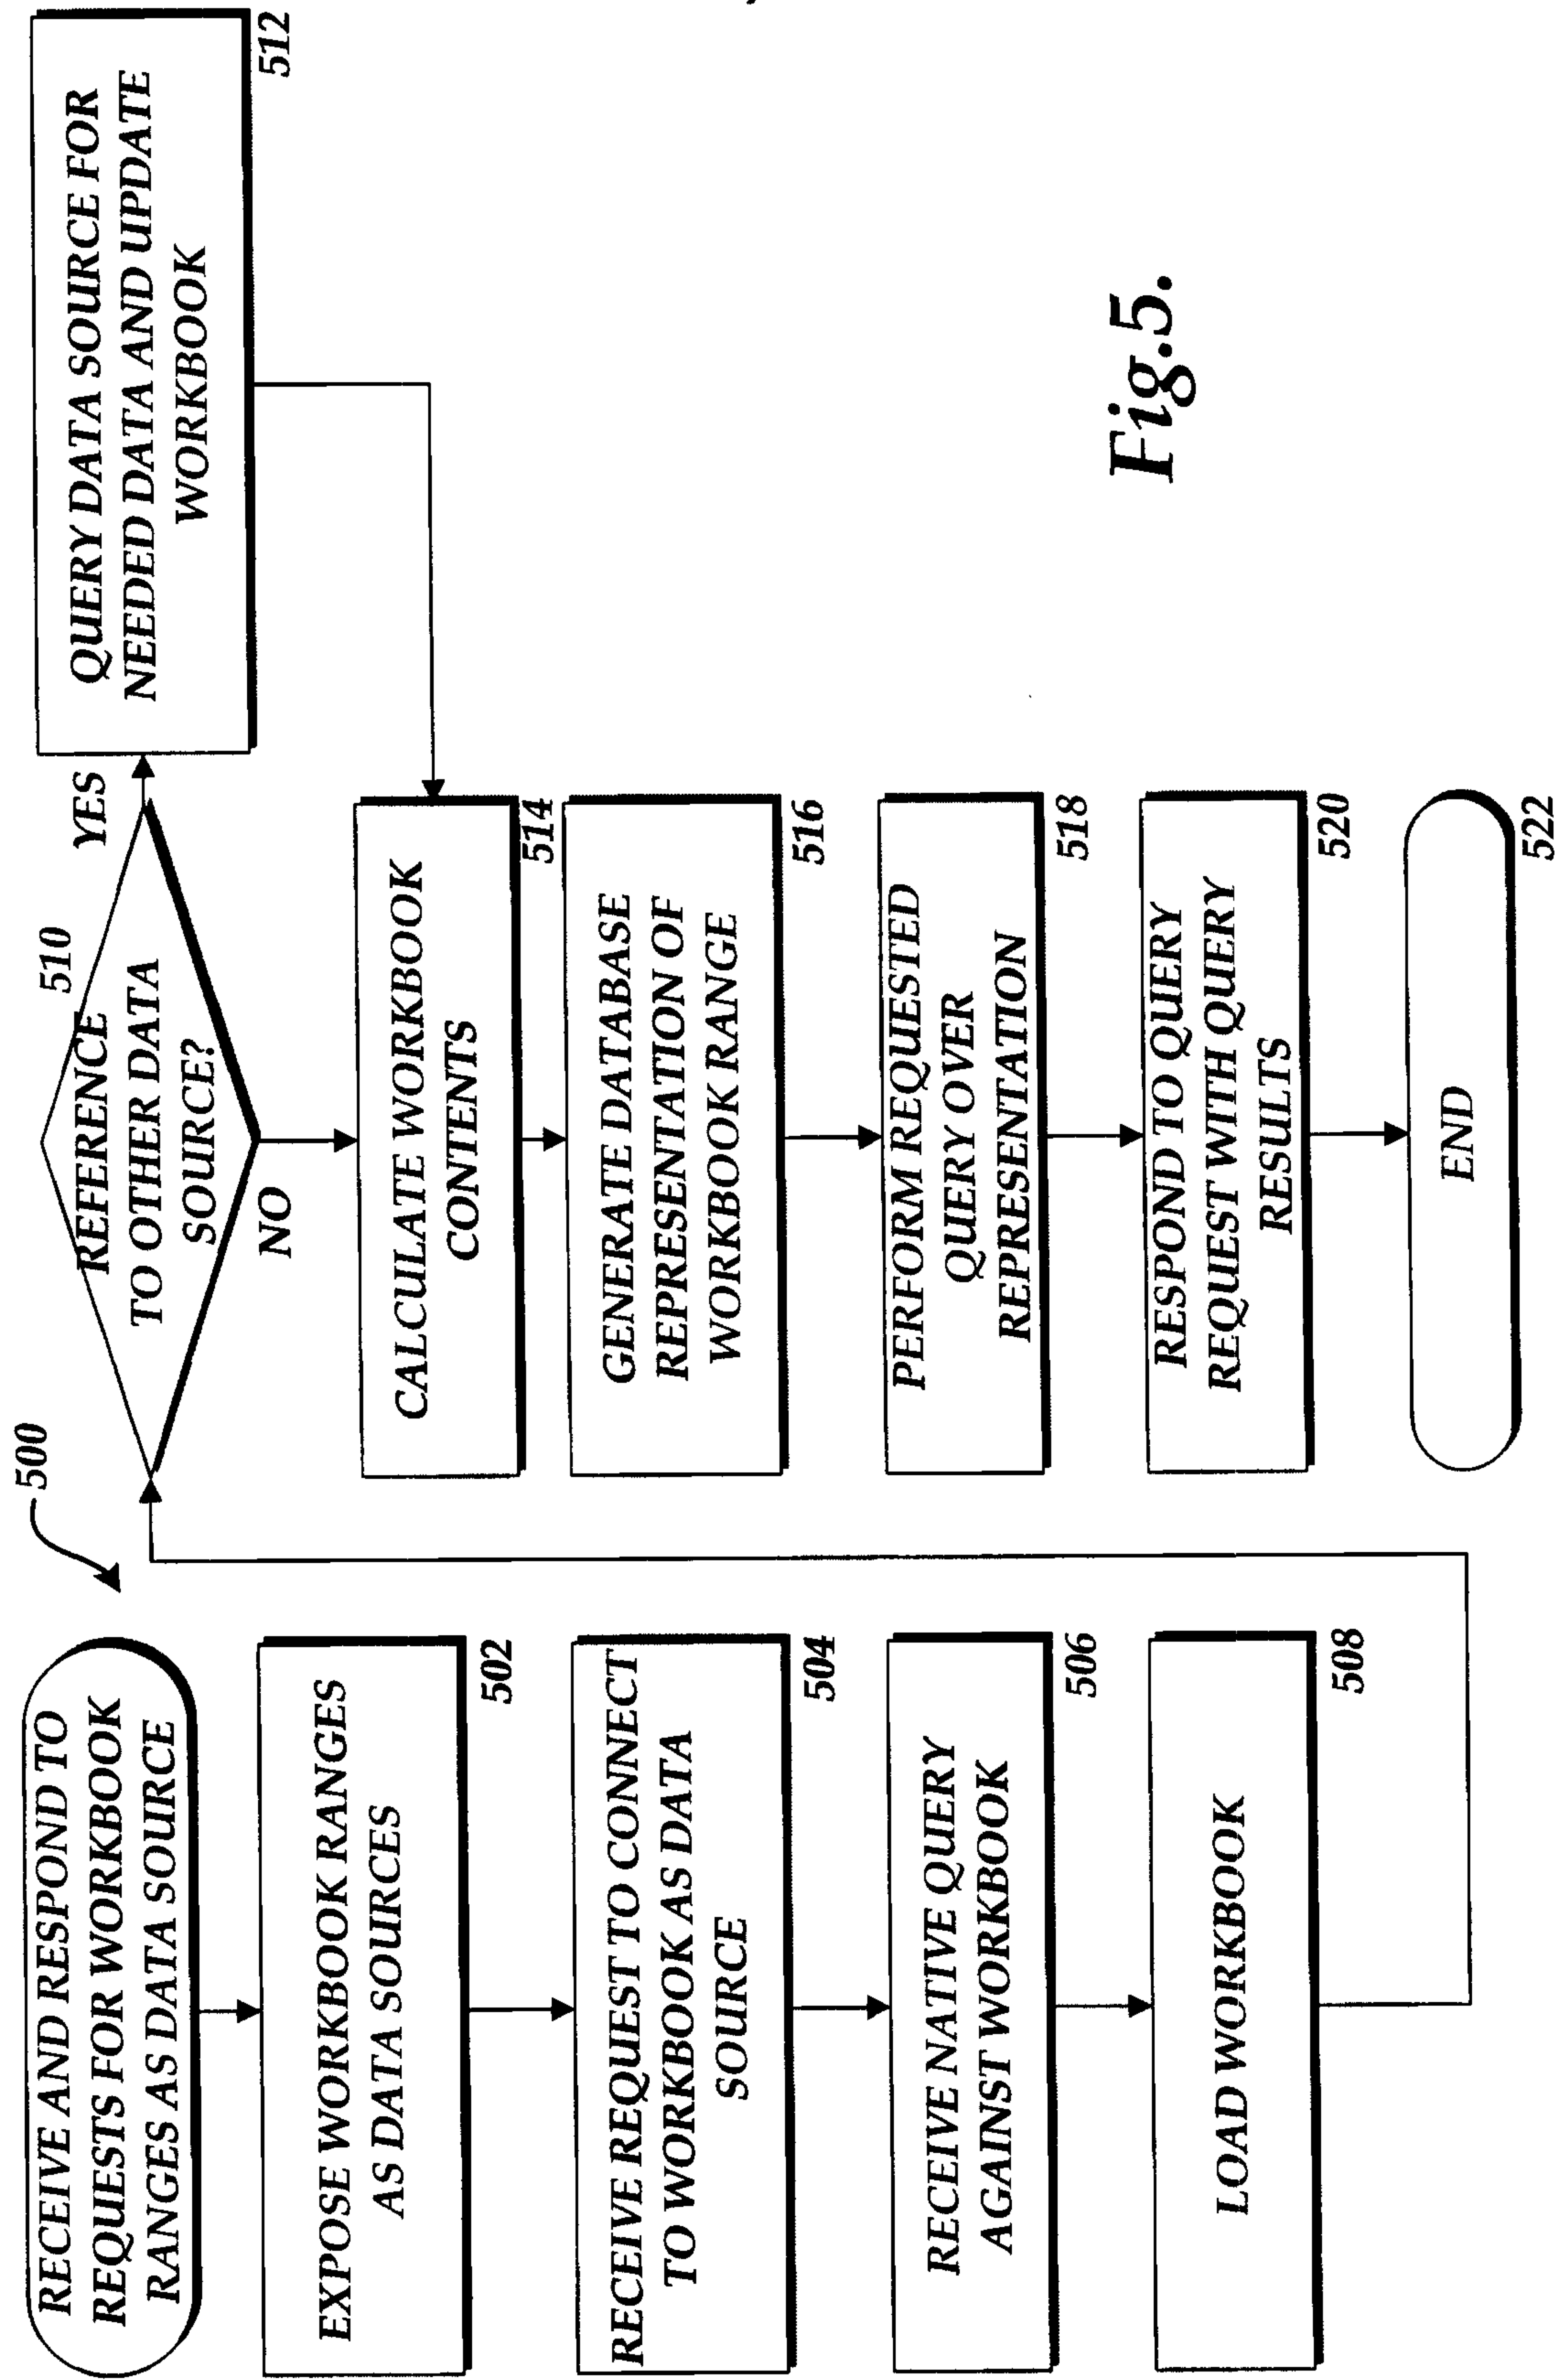 500
RECEIVE AND RESPOND TO
REQUESTS FOR WORKBOOK
RANGES AS DATA SOURCE
EXPOSE WORKBOOK RANGES
AS DATA SOURCES
502
RECEIVE REQUEST TO CONNECT
TO WORKBOOK AS DATA
SOURCE
504
RECEIVE NATIVE QUERY
AGAINST WORKBOOK
506
LOAD WORKBOOK
508
510
REFERENCE
TO OTHER DATA
SOURCE?
YES
NO
QUERY DATA SOURCE FOR
NEEDED DATA AND UPDATE
WORKBOOK
512
CALCULATE WORKBOOK
CONTENTS
514
GENERATE DATABASE
REPRESENTATION OF
WORKBOOK RANGE
516
PERFORM REQUESTED
QUERY OVER
REPRESENTATION
518
RESPOND TO QUERY
REQUEST WITH QUERY
RESULTS
520
END
522
Fig.5.